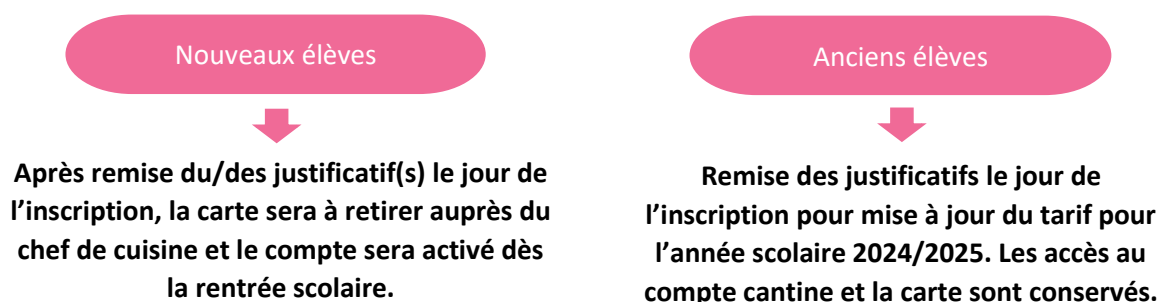 Nouveaux élèves
Après remise du/des justificatif(s) le jour de
l’inscription, la carte sera à retirer auprès du
chef de cuisine et le compte sera activé dès
la rentrée scolaire.
Anciens élèves
Remise des justificatifs le jour de
l’inscription pour mise à jour du tarif pour
l’année scolaire 2024/2025. Les accès au
compte cantine et la carte sont conservés.